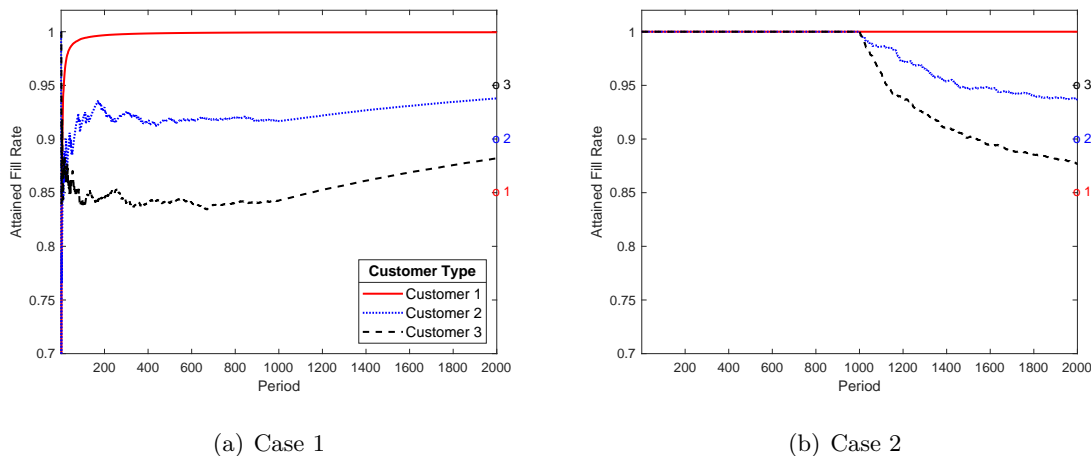 1
0.95
0.9
0.85
0.8
0.75
0.7
Attained Fill Rate
3
2
1
Customer Type
Customer 1
Customer 2
Customer 3
200 400 600 800 1000 1200 1400 1600 1800 2000
Period
(a) Case 1
1
0.95
0.9
0.85
0.8
0.75
0.7
Attained Fill Rate
3
2
1
200 400 600 800 1000 1200 1400 1600 1800 2000
Period
(b) Case 2